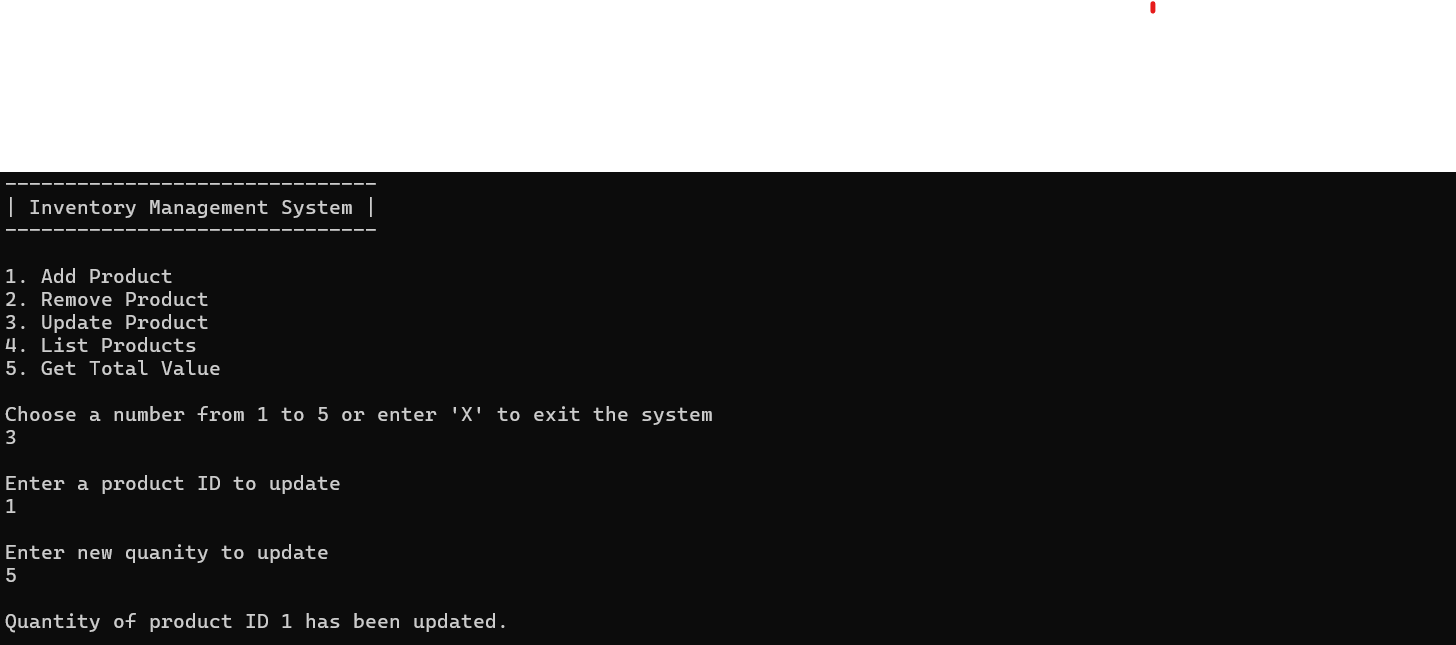 -------------------------------
| Inventory Management System |
-------------------------------
1. Add Product
2. Remove Product
3. Update Product
4. List Products
5. Get Total Value
Choose a number from 1 to 5 or enter 'X' to exit the system
3
Enter a product ID to update
1
Enter new quanity to update
5
Quantity of product ID 1 has been updated.